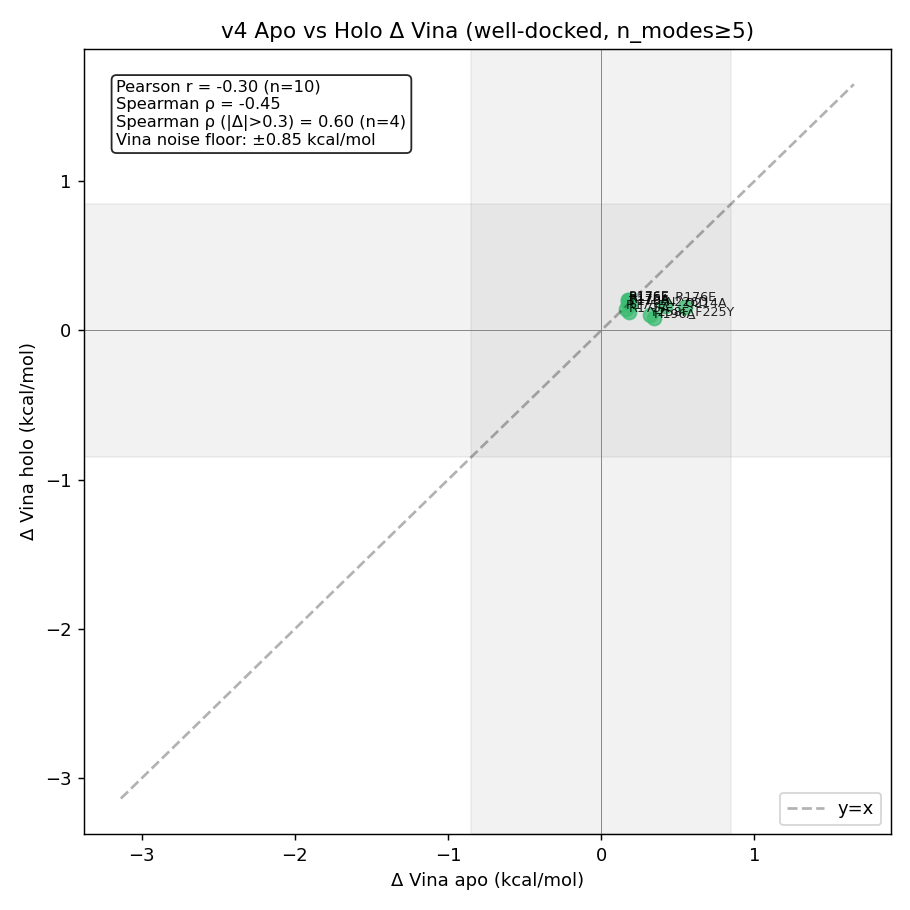 v4 Apo vs Holo Δ Vina (well-docked, n_modes≥5)
Pearson r = -0.30 (n=10)
Spearman ρ = -0.45
Spearman ρ (|Δ|>0.3) = 0.60 (n=4)
Vina noise floor: ±0.85 kcal/mol
1
0
−1
−2
−3
Δ Vina holo (kcal/mol)
R176E
F225Y
−3
−2
−1
0
1
Δ Vina apo (kcal/mol)
y=x